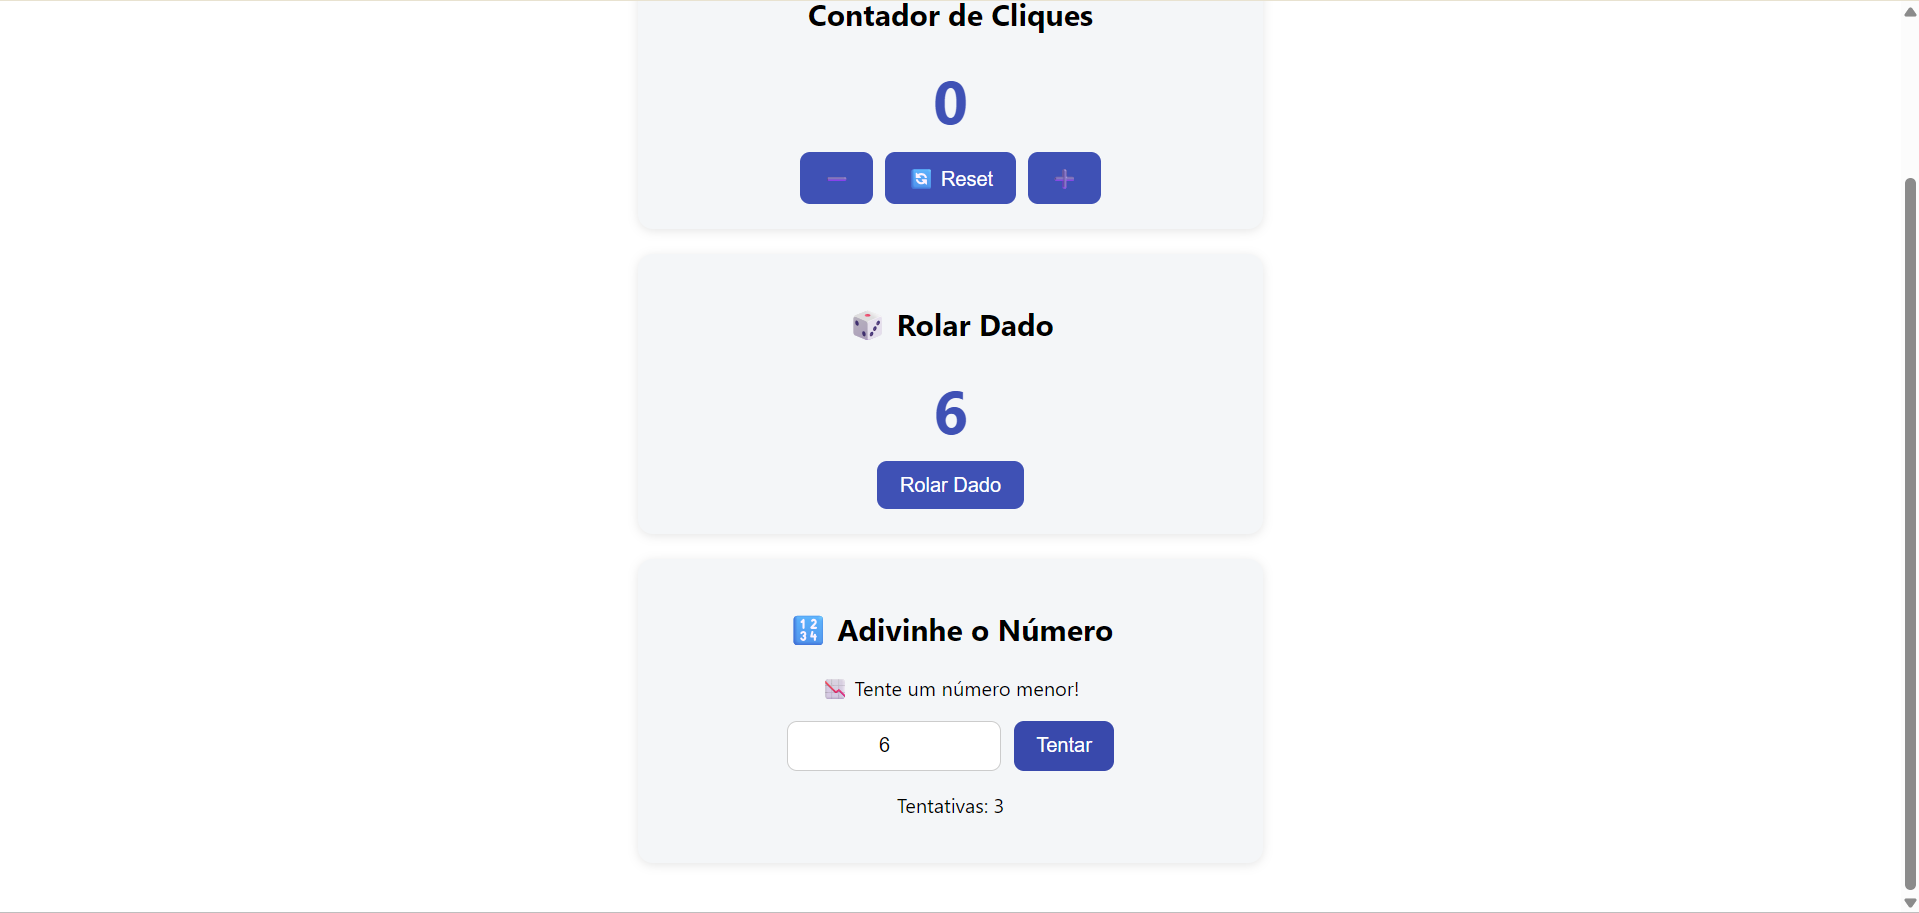 Contador de Cliques
0
Reset
Rolar Dado
6
Rolar Dado
Adivinhe o Número
Tente um número menor!
6 Tentar
Tentativas: 3